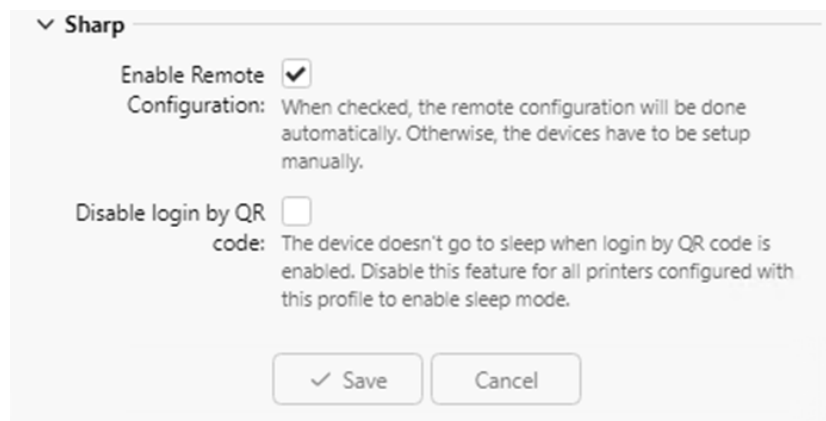 Sharp
Enable Remote
Configuration:
When checked, the remote configuration will be done
automatically. Otherwise, the devices have to be setup
manually.
Disable login by QR
code:
The device doesn't go to sleep when login by QR code is
enabled. Disable this feature for all printers configured with
this profile to enable sleep mode.
Save
Cancel